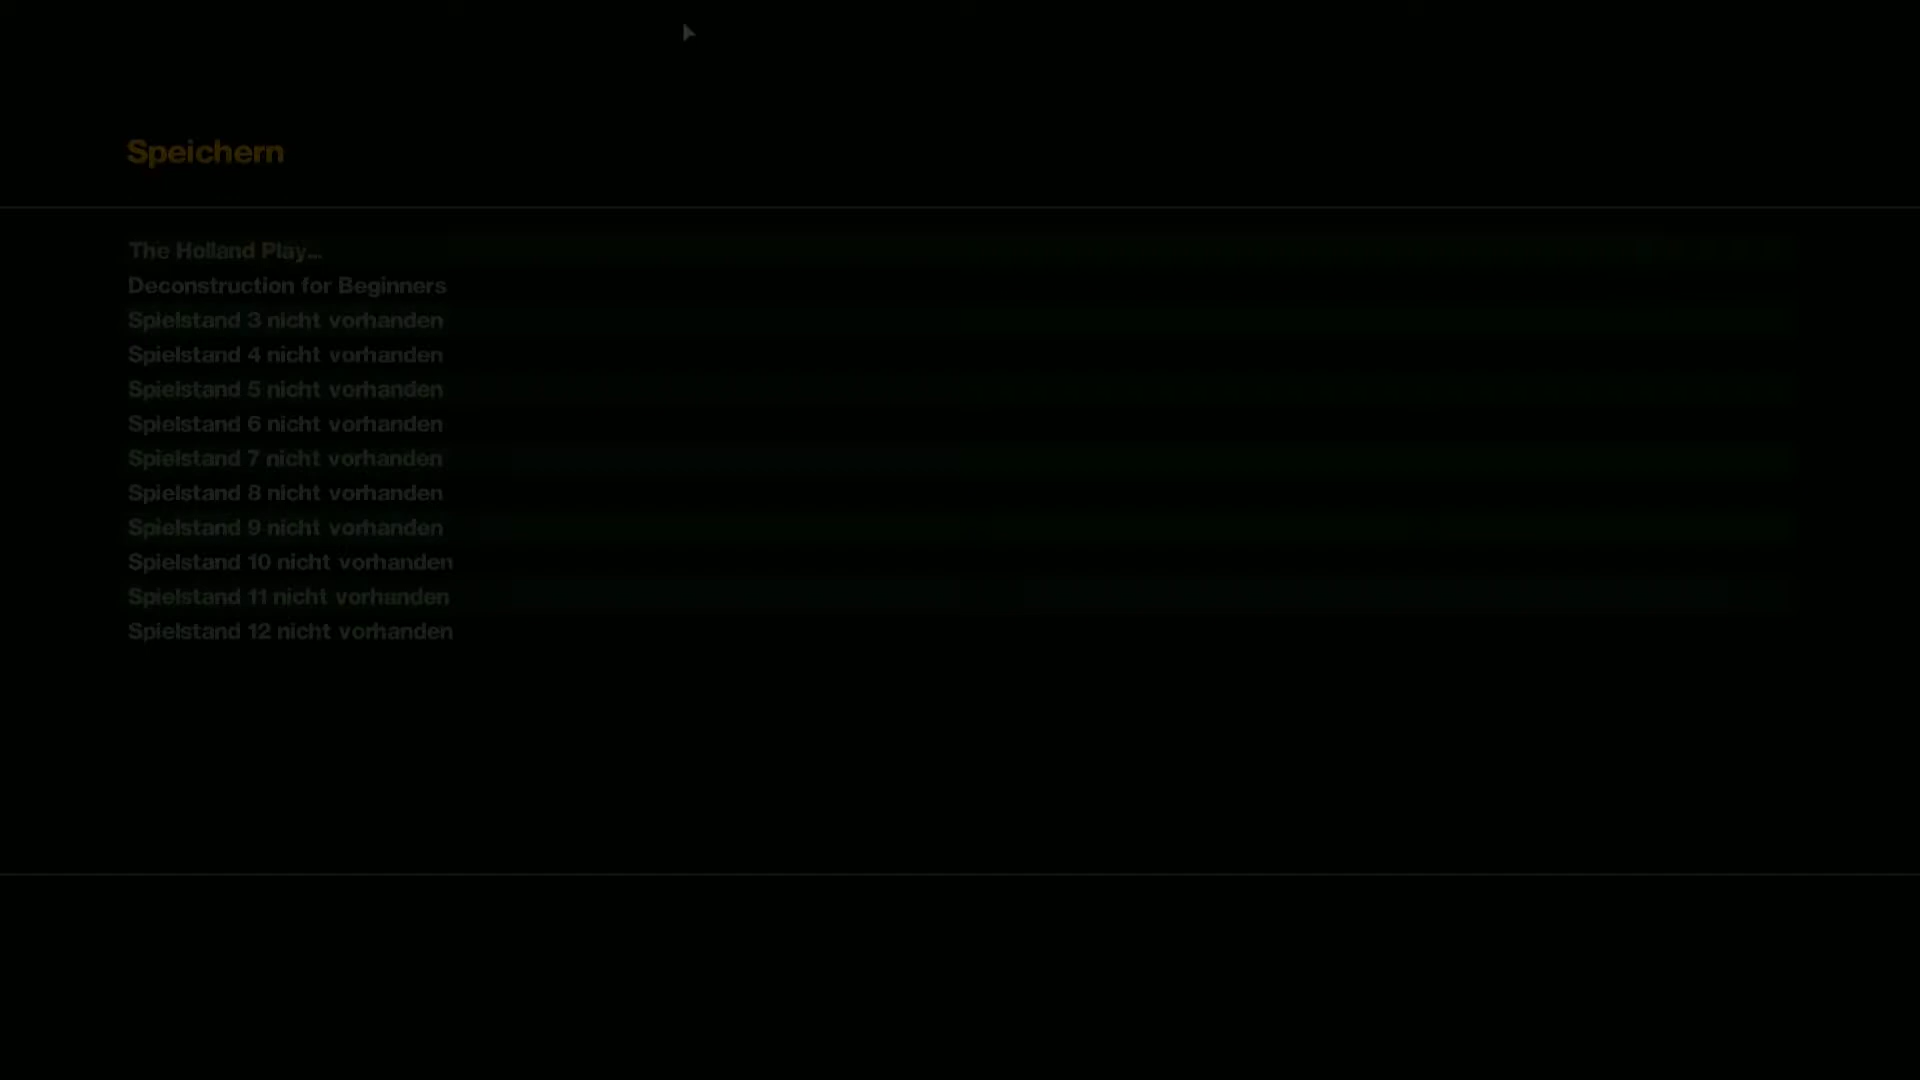 Speichern
The Holland Play...
Deconstruction for Beginners
Spielstand 3 nicht vorhanden
Spielstand 4 nicht vorhanden
Spielstand 5 nicht vorhanden
Spielstand 6 nicht vorhanden
Spielstand 7 nicht vorhanden
Spielstand 8 nicht vorhanden
Spielstand 9 nicht vorhanden
Spielstand 10 nicht vorhanden
Spielstand 11 nicht vorhanden
Spielstand 12 nicht vorhanden